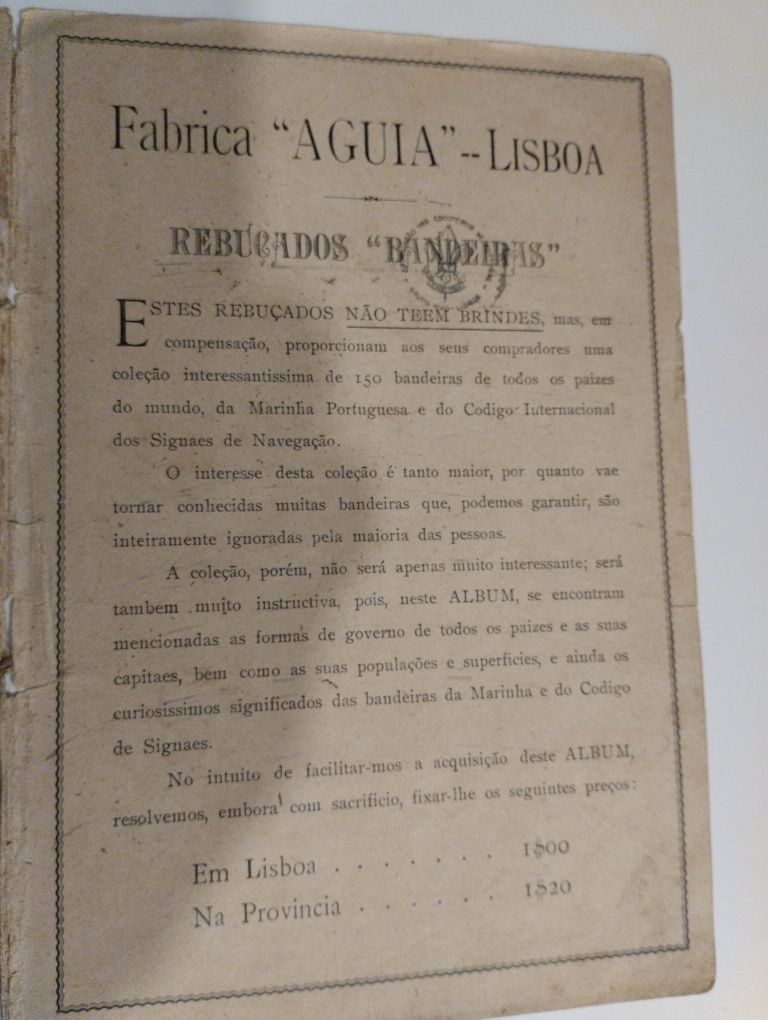 Fabrica "AGUIA"--LISBOA
REBUÇADOS "BANDEIRAS"
ESTES REBUÇADOS NÃO TEEM BRINDES, mas, em
compensação, proporcionam aos seus compradores uma
coleção interessantissima de 150 bandeiras de todos os paizes
do mundo, da Marinha Portuguesa e do Codigo Internacional
dos Signaes de Navegação.
O interesse desta coleção é tanto maior, por quanto vae
tornar conhecidas muitas bandeiras que, podemos garantir, são
inteiramente ignoradas pela maioria das pessoas.
A coleção, porém, não será apenas muito interessante; será
tambem muito instructiva, pois, neste ALBUM, se encontram
mencionadas as formas de governo de todos os paizes e as suas
capitaes, bem como as suas populações e superficies, e ainda os
curiosissimos significados das bandeiras da Marinha e do Codigo
de Signaes.
No intuito de facilitar-mos a acquisição deste ALBUM,
resolvemos, embora com sacrificio, fixar-lhe os seguintes preços:
Em Lisboa . . . . . . . 1$00
Na Provincia . . . . . . 1$20